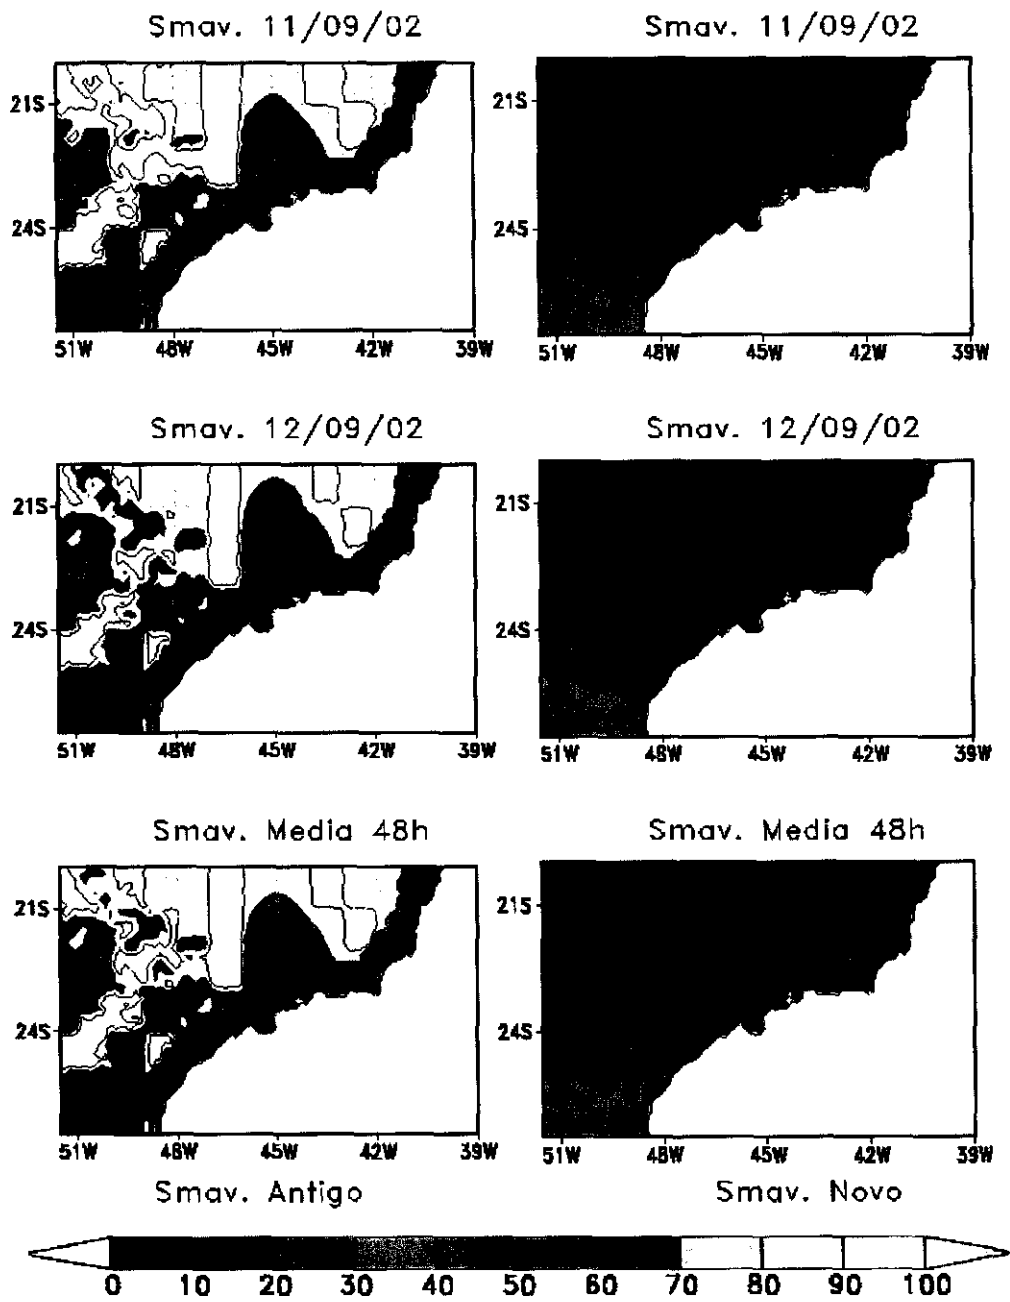 Smav. 11/09/02
Smav. 11/09/02
21S
24S
51W 48W 45W 42W 39W
21S
24S
51W 48W 45W 42W 39W
Smav. 12/09/02
Smav. 12/09/02
21S
24S
51W 48W 45W 42W 39W
21S
24S
51W 48W 45W 42W 39W
Smav. Media 48h
Smav. Media 48h
21S
24S
51W 48W 45W 42W 39W
21S
24S
51W 48W 45W 42W 39W
Smav. Antigo
Smav. Novo
0 10 20 30 40 50 60 70 80 90 100